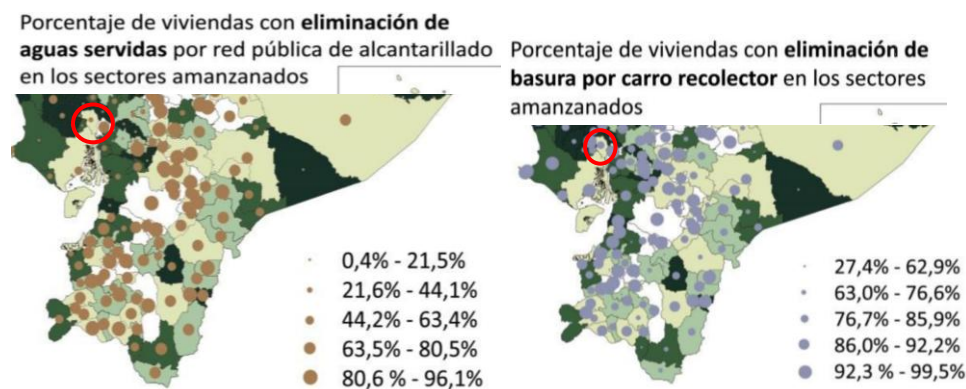 Porcentaje de viviendas con eliminación de
aguas servidas por red pública de alcantarillado
en los sectores amanzanados
0,4% - 21,5%
21,6% - 44,1%
44,2% - 63,4%
63,5% - 80,5%
80,6 % - 96,1%
Porcentaje de viviendas con eliminación de
basura por carro recolector en los sectores
amanzanados
27,4% - 62,9%
63,0% - 76,6%
76,7% - 85,9%
86,0% - 92,2%
92,3 % - 99,5%